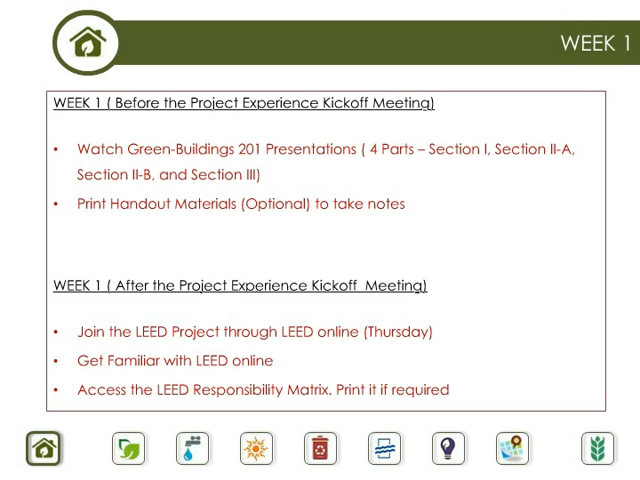 WEEK 1
WEEK 1 ( Before the Project Experience Kickoff Meeting)
• Watch Green-Buildings 201 Presentations ( 4 Parts – Section I, Section II-A,
Section II-B, and Section III)
• Print Handout Materials (Optional) to take notes
WEEK 1 ( After the Project Experience Kickoff  Meeting)
• Join the LEED Project through LEED online (Thursday)
• Get Familiar with LEED online
• Access the LEED Responsibility Matrix. Print it if required